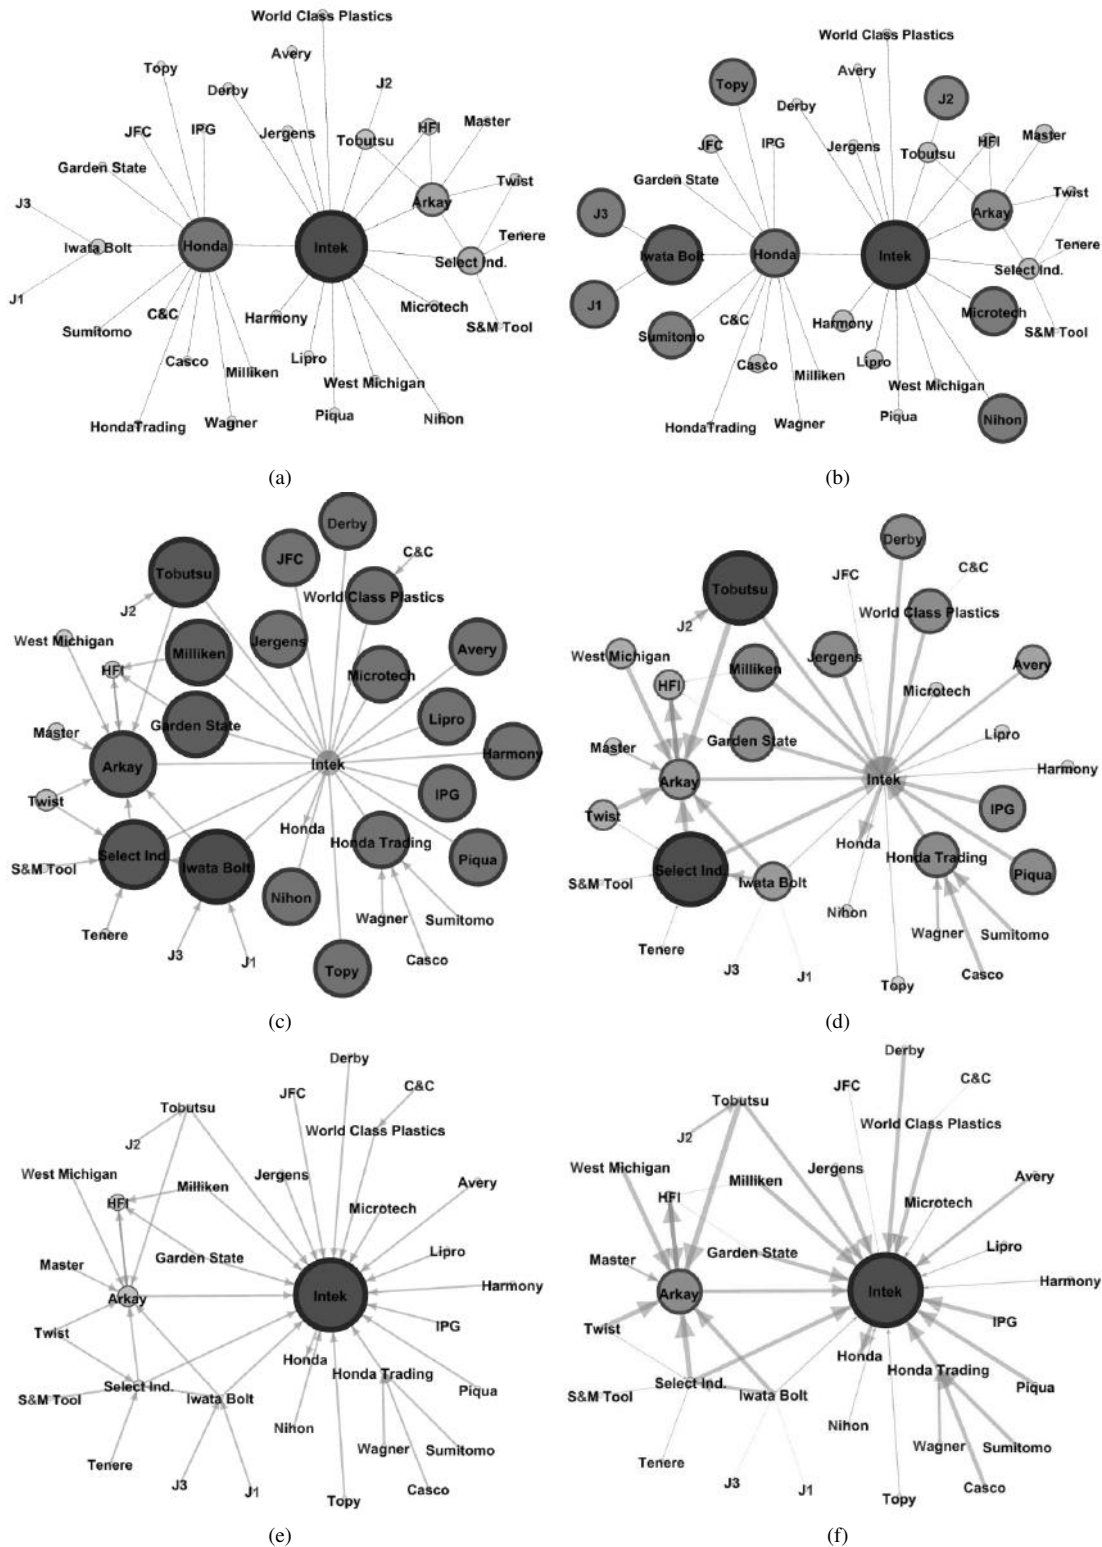 World Class Plastics
Avery
Topy
Derby
J2
JFC
IPG
Jergens
HFI
Master
Tobutsu
Garden State
Twist
Arkay
J3
Iwata Bolt
Honda
Intek
Tenere
Select Ind.
J1
Sumitomo
C&C
Harmony
Microtech
S&M Tool
Casco
Milliken
Lipro
West Michigan
HondaTrading
Wagner
Piqua
Nihon
(a)
World Class Plastics
Topy
Avery
J2
Derby
JFC
IPG
Jergens
HFI
Master
Tobutsu
Garden State
Twist
J3
Arkay
Iwata Bolt
Honda
Intek
Tenere
Select Ind.
J1
Sumitomo
C&C
Harmony
Microtech
S&M Tool
Casco
Milliken
Lipro
West Michigan
HondaTrading
Wagner
Piqua
Nihon
(b)
Derby
JFC
C&C
Tobutsu
World Class Plastics
J2
West Michigan
Milliken
Jergens
Avery
HFI
Microtech
Garden State
Lipro
Master
Harmony
Arkay
Intek
Twist
IPG
Honda
Honda Trading
Select Ind.
Iwata Bolt
Piqua
S&M Tool
Nihon
Wagner
Sumitomo
Tenere
J3
J1
Casco
Topy
(c)
Derby
JFC
C&C
Tobutsu
World Class Plastics
J2
West Michigan
Milliken
Jergens
Avery
HFI
Microtech
Garden State
Lipro
Master
Harmony
Arkay
Intek
Twist
IPG
Honda
Honda Trading
Select Ind.
Iwata Bolt
Piqua
S&M Tool
Nihon
Wagner
Sumitomo
Tenere
J3
J1
Casco
Topy
(d)
Derby
JFC
C&C
Tobutsu
World Class Plastics
J2
West Michigan
Milliken
Jergens
Avery
HFI
Microtech
Garden State
Lipro
Master
Harmony
Arkay
Intek
Twist
IPG
Honda
Honda Trading
Select Ind.
Iwata Bolt
Piqua
S&M Tool
Nihon
Wagner
Sumitomo
Tenere
J3
J1
Casco
Topy
(e)
Derby
JFC
C&C
Tobutsu
World Class Plastics
J2
West Michigan
Milliken
Jergens
Avery
HFI
Microtech
Garden State
Lipro
Master
Harmony
Arkay
Intek
Twist
IPG
Honda
Honda Trading
Select Ind.
Iwata Bolt
Piqua
S&M Tool
Nihon
Wagner
Sumitomo
Tenere
J3
J1
Casco
Topy
(f)